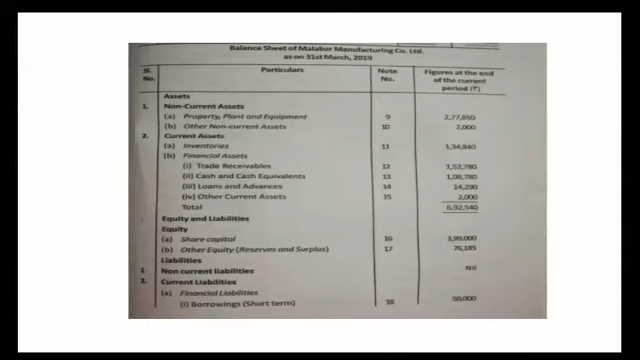 Balance Sheet of Malabar Manufacturing Co. Ltd.
as on 31st March, 2019
Sl. No. Particulars Note No. Figures at the end of the current period (₹)
Assets
1. Non-Current Assets
(a) Property, Plant and Equipment 9 2,77,850
(b) Other Non-current Assets 10 2,000
2. Current Assets
(a) Inventories 11 1,34,840
(b) Financial Assets
(i) Trade Receivables 12 1,52,780
(ii) Cash and Cash Equivalents 13 1,08,780
(iii) Loans and Advances 14 14,290
(iv) Other Current Assets 15 2,000
Total 6,92,540
Equity and Liabilities
Equity
(a) Share capital 16 3,99,000
(b) Other Equity (Reserves and Surplus) 17 76,185
Liabilities
1 Non current liabilities Nil
2. Current Liabilities
(a) Financial Liabilities
(i) Borrowings (Short term) 18 50,000